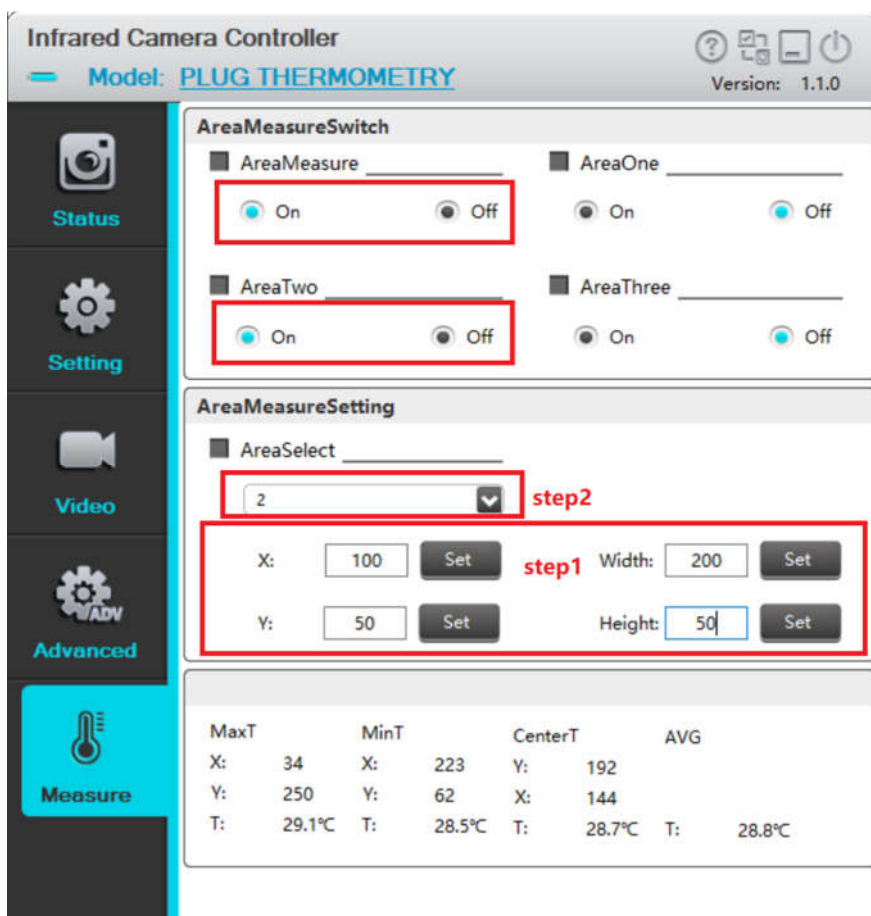 Infrared Camera Controller
Model: PLUG THERMOMETRY
Version: 1.1.0
Status
Setting
Video
ADV
Advanced
Measure
AreaMeasureSwitch
AreaMeasure
AreaOne
On Off
On Off
AreaTwo
AreaThree
On Off
On Off
AreaMeasureSetting
AreaSelect
2
step2
X: 100 Set
step1
Width: 200 Set
Y: 50 Set
Height: 50 Set
MaxT MinT CenterT AVG
X: 34 X: 223 Y: 192
Y: 250 Y: 62 X: 144
T: 29.1℃ T: 28.5℃ T: 28.7℃ T: 28.8℃